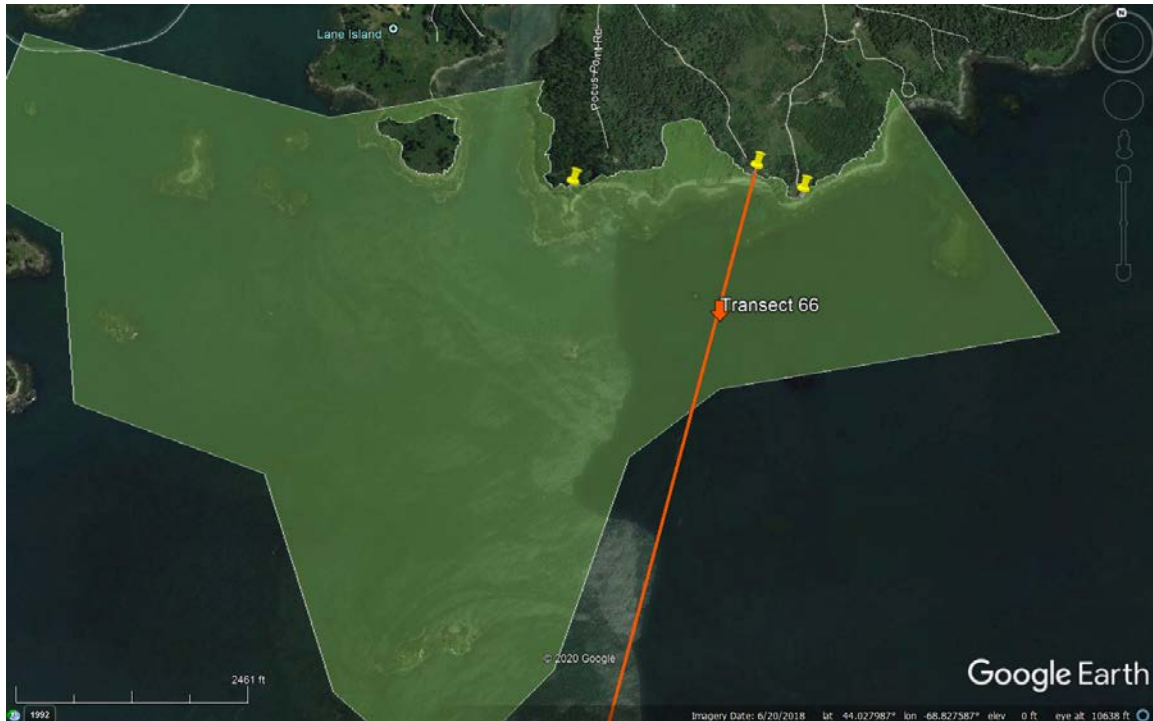 N
Lane Island
Pocus Point Rd
Transect 66
© 2020 Google
2461 ft
Google Earth
1992
Imagery Date: 6/20/2018 lat 44.027987° lon -68.827587° elev 0 ft eye alt 10638 ft